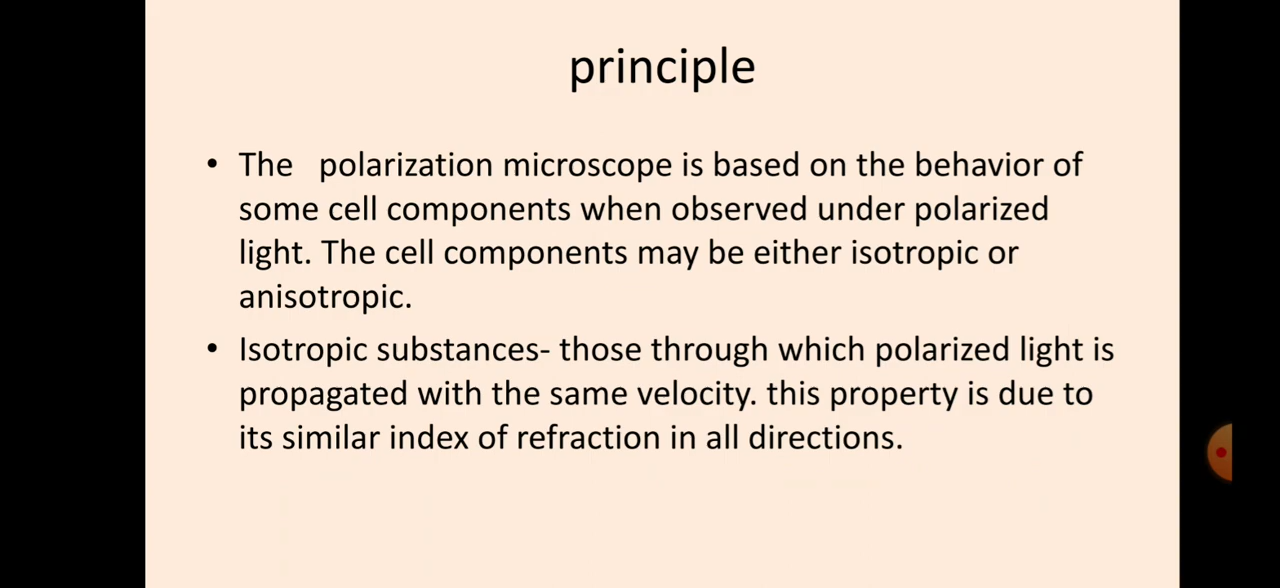 principle
• The polarization microscope is based on the behavior of
some cell components when observed under polarized
light. The cell components may be either isotropic or
anisotropic.
• Isotropic substances- those through which polarized light is
propagated with the same velocity. this property is due to
its similar index of refraction in all directions.